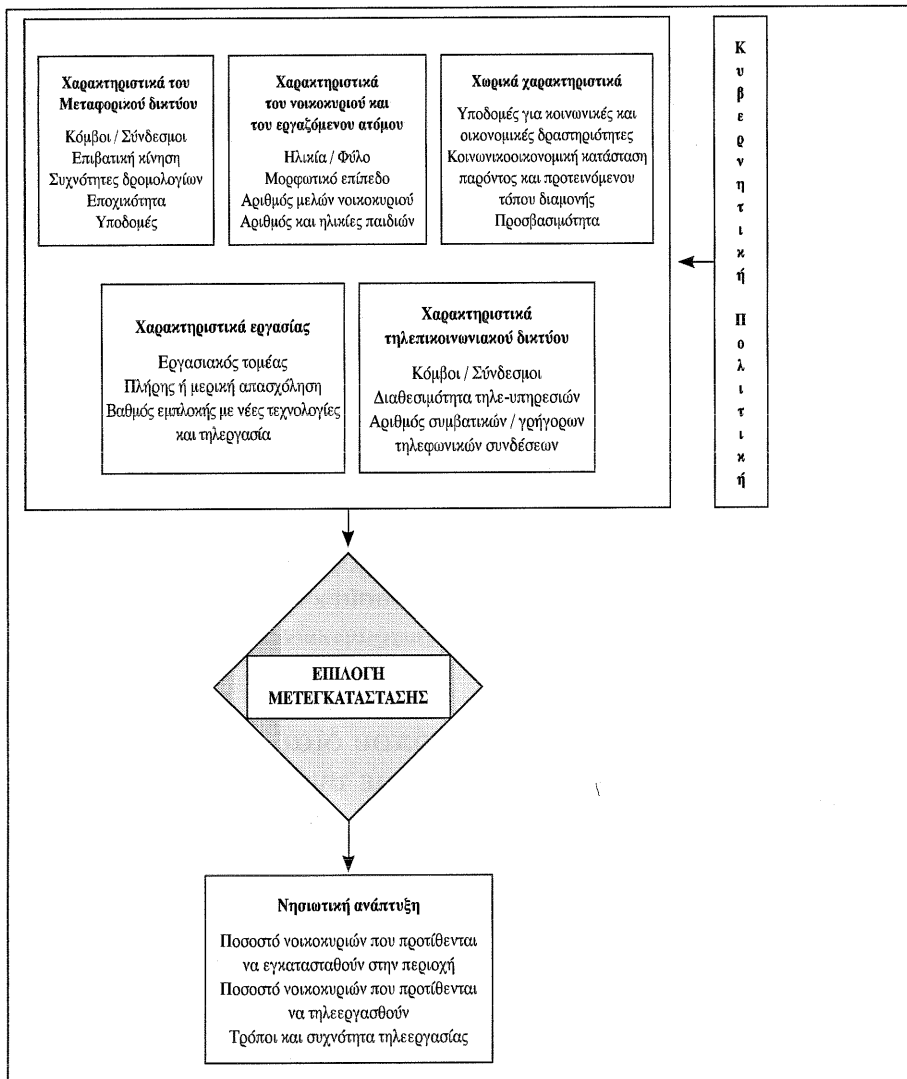 Χαρακτηριστικά του
Μεταφορικού δικτύου
Κόμβοι / Σύνδεσμοι
Επιβατική κίνηση
Συχνότητες δρομολογίων
Εποχικότητα
Υποδομές
Χαρακτηριστικά
του νοικοκυριού και
του εργαζόμενου ατόμου
Ηλικία / Φύλο
Μορφωτικό επίπεδο
Αριθμός μελών νοικοκυριού
Αριθμός και ηλικίες παιδιών
Χωρικά χαρακτηριστικά
Υποδομές για κοινωνικές και
οικονομικές δραστηριότητες
Κοινωνικοοικονομική κατάσταση
παρόντος και προτεινόμενου
τόπου διαμονής
Προσβασιμότητα
Χαρακτηριστικά εργασίας
Εργασιακός τομέας
Πλήρης ή μερική απασχόληση
Βαθμός εμπλοκής με νέες τεχνολογίες
και τηλεργασία
Χαρακτηριστικά
τηλεπικοινωνιακού δικτύου
Κόμβοι / Σύνδεσμοι
Διαθεσιμότητα τηλε-υπηρεσιών
Αριθμός συμβατικών / γρήγορων
τηλεφωνικών συνδέσεων
Κυβερνητική Πολιτική
ΕΠΙΛΟΓΗ
ΜΕΤΕΓΚΑΤΑΣΤΑΣΗΣ
Νησιωτική ανάπτυξη
Ποσοστό νοικοκυριών που προτίθενται
να εγκατασταθούν στην περιοχή
Ποσοστό νοικοκυριών που προτίθενται
να τηλεεργασθούν
Τρόποι και συχνότητα τηλεεργασίας